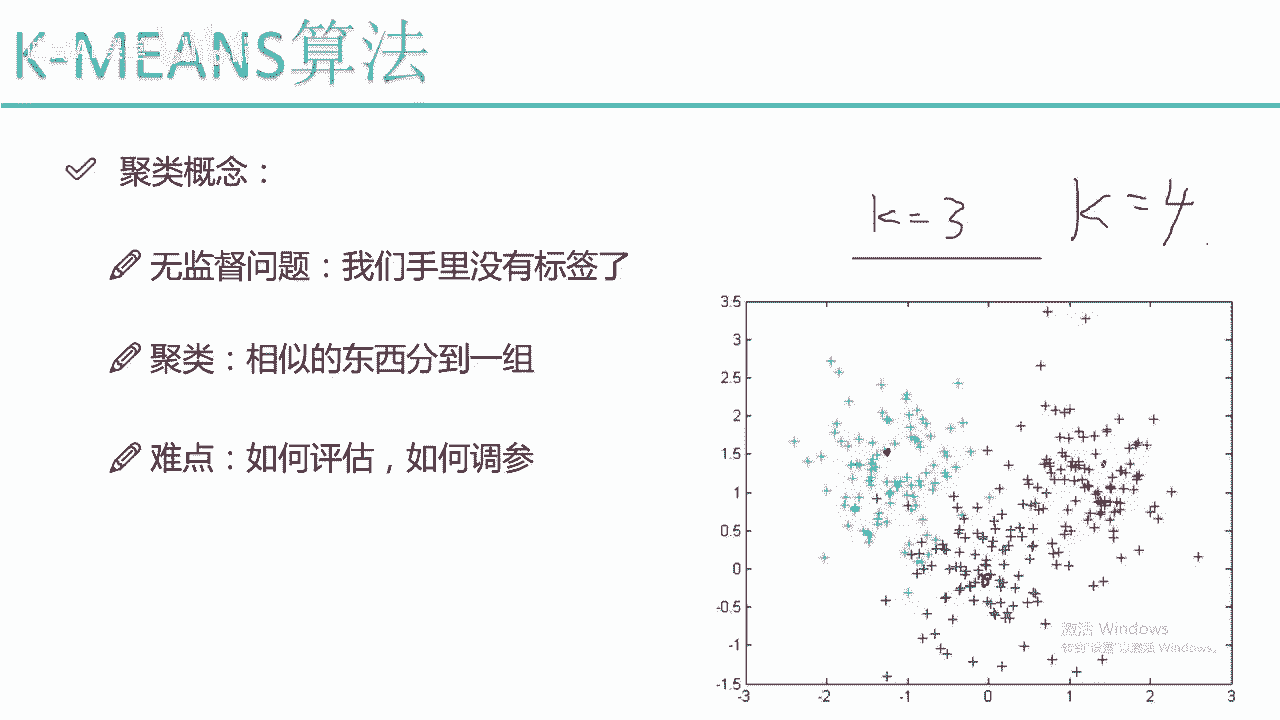 K-MEANS算法
聚类概念：
无监督问题：我们手里没有标签了
聚类：相似的东西分到一组
难点：如何评估，如何调参
k=3
K=4
3.5
3
2.5
2
1.5
1
0.5
0
-0.5
-1
-1.5
-3 -2 -1 0 1 2 3
激活 Windows
转到"设置"以激活 Windows。